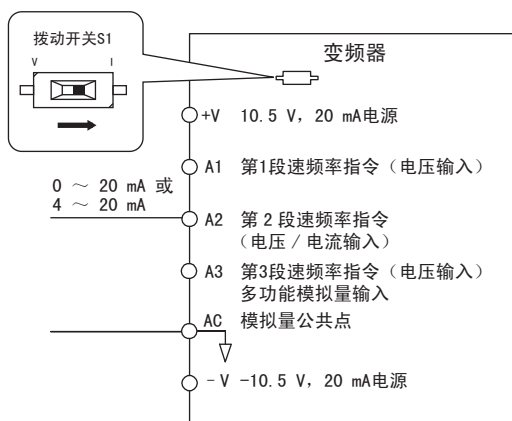 拨动开关S1
V I
变频器
+V 10.5 V，20 mA电源
A1 第1段速频率指令（电压输入）
0 ～ 20 mA 或
4 ～ 20 mA
A2 第 2 段速频率指令
（电压 / 电流输入）
A3 第3段速频率指令（电压输入）
多功能模拟量输入
AC 模拟量公共点
－V －10.5 V，20 mA电源